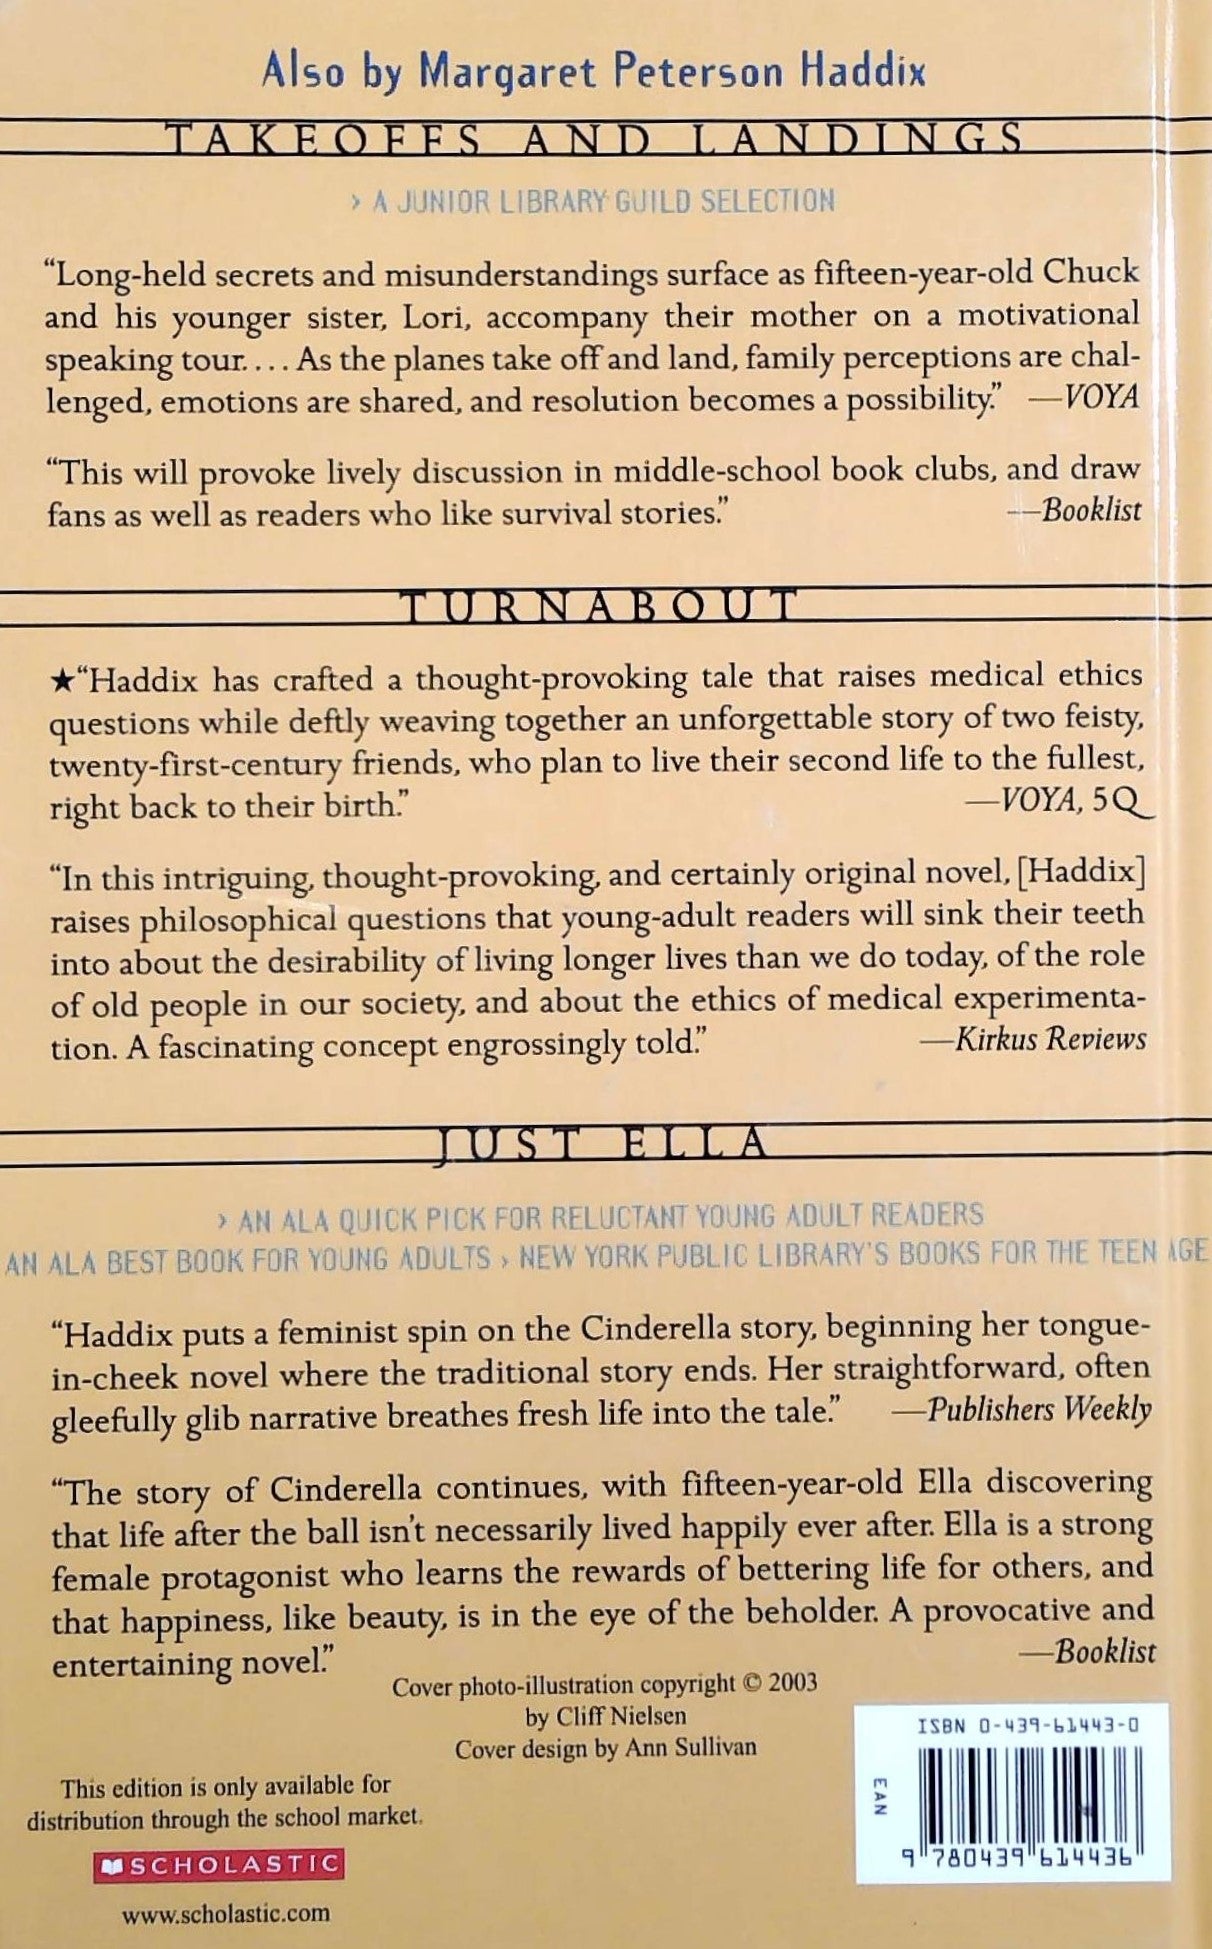 Also by Margaret Peterson Haddix
TAKEOFFS AND LANDINGS
› A JUNIOR LIBRARY GUILD SELECTION
“Long-held secrets and misunderstandings surface as fifteen-year-old Chuck
and his younger sister, Lori, accompany their mother on a motivational
speaking tour.... As the planes take off and land, family perceptions are chal-
lenged, emotions are shared, and resolution becomes a possibility.” —VOYA
“This will provoke lively discussion in middle-school book clubs, and draw
fans as well as readers who like survival stories.” —Booklist
TURNABOUT
★“Haddix has crafted a thought-provoking tale that raises medical ethics
questions while deftly weaving together an unforgettable story of two feisty,
twenty-first-century friends, who plan to live their second life to the fullest,
right back to their birth.” —VOYA, 5Q
“In this intriguing, thought-provoking, and certainly original novel, [Haddix]
raises philosophical questions that young-adult readers will sink their teeth
into about the desirability of living longer lives than we do today, of the role
of old people in our society, and about the ethics of medical experimenta-
tion. A fascinating concept engrossingly told.” —Kirkus Reviews
JUST ELLA
› AN ALA QUICK PICK FOR RELUCTANT YOUNG ADULT READERS
AN ALA BEST BOOK FOR YOUNG ADULTS › NEW YORK PUBLIC LIBRARY'S BOOKS FOR THE TEEN AGE
“Haddix puts a feminist spin on the Cinderella story, beginning her tongue-
in-cheek novel where the traditional story ends. Her straightforward, often
gleefully glib narrative breathes fresh life into the tale.” —Publishers Weekly
“The story of Cinderella continues, with fifteen-year-old Ella discovering
that life after the ball isn't necessarily lived happily ever after. Ella is a strong
female protagonist who learns the rewards of bettering life for others, and
that happiness, like beauty, is in the eye of the beholder. A provocative and
entertaining novel.” —Booklist
Cover photo-illustration copyright © 2003
by Cliff Nielsen
Cover design by Ann Sullivan
This edition is only available for
distribution through the school market.
SCHOLASTIC
www.scholastic.com
ISBN 0-439-61443-0
EAN
9 780439 614436